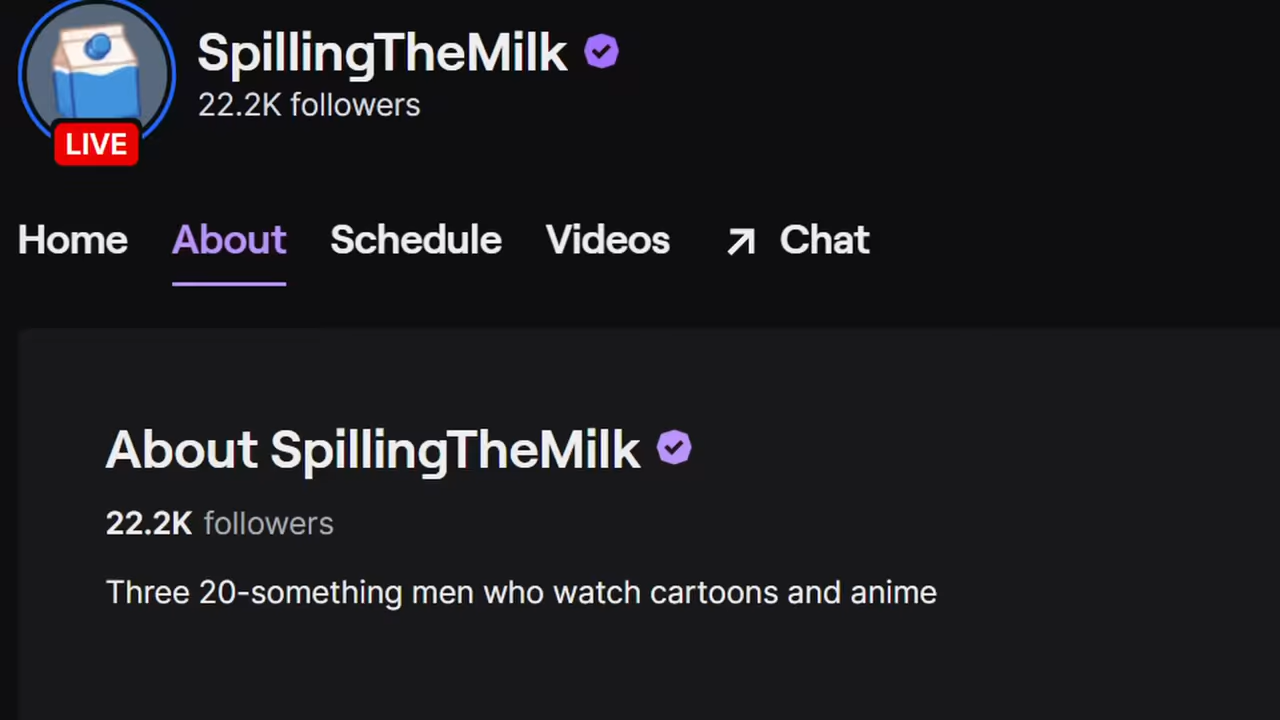 SpillingTheMilk
22.2K followers
LIVE
Home About Schedule Videos Chat
About SpillingTheMilk
22.2K followers
Three 20-something men who watch cartoons and anime